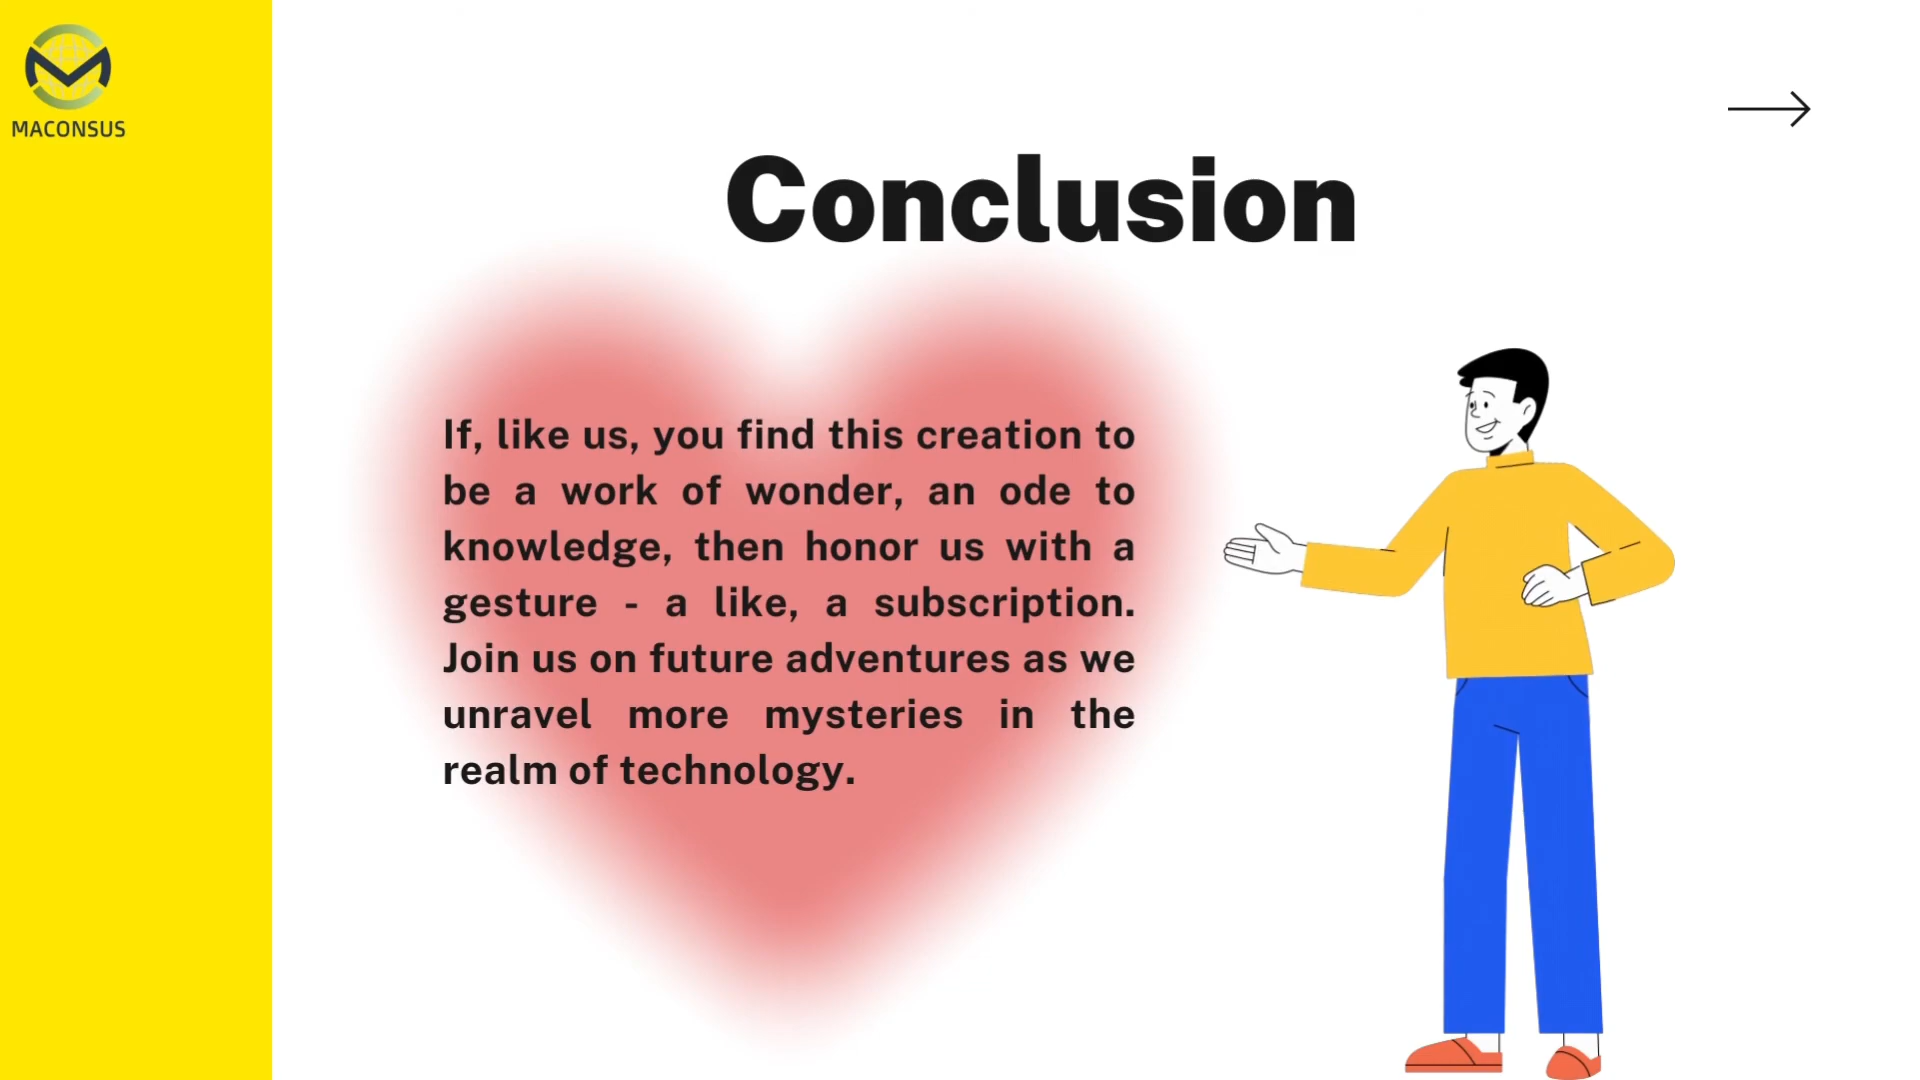 MACONSUS
Conclusion
If, like us, you find this creation to
be a work of wonder, an ode to
knowledge, then honor us with a
gesture - a like, a subscription.
Join us on future adventures as we
unravel more mysteries in the
realm of technology.